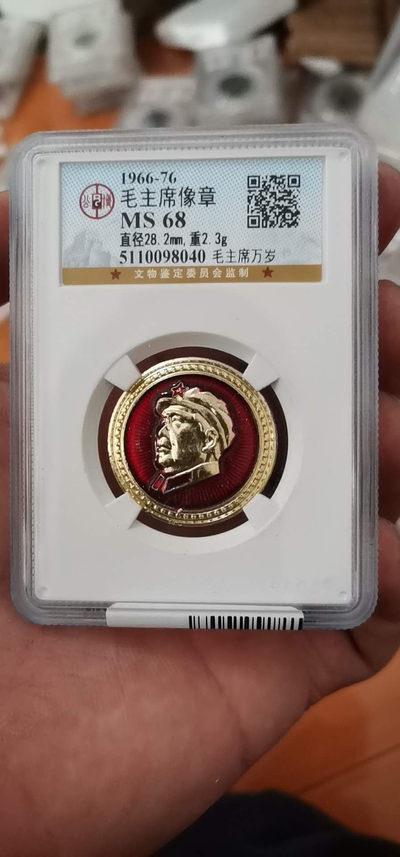 1966-76
毛主席像章
MS 68
直径28.2mm,重2.3g
5110098040 毛主席万岁
★ 文物鉴定委员会监制 ★